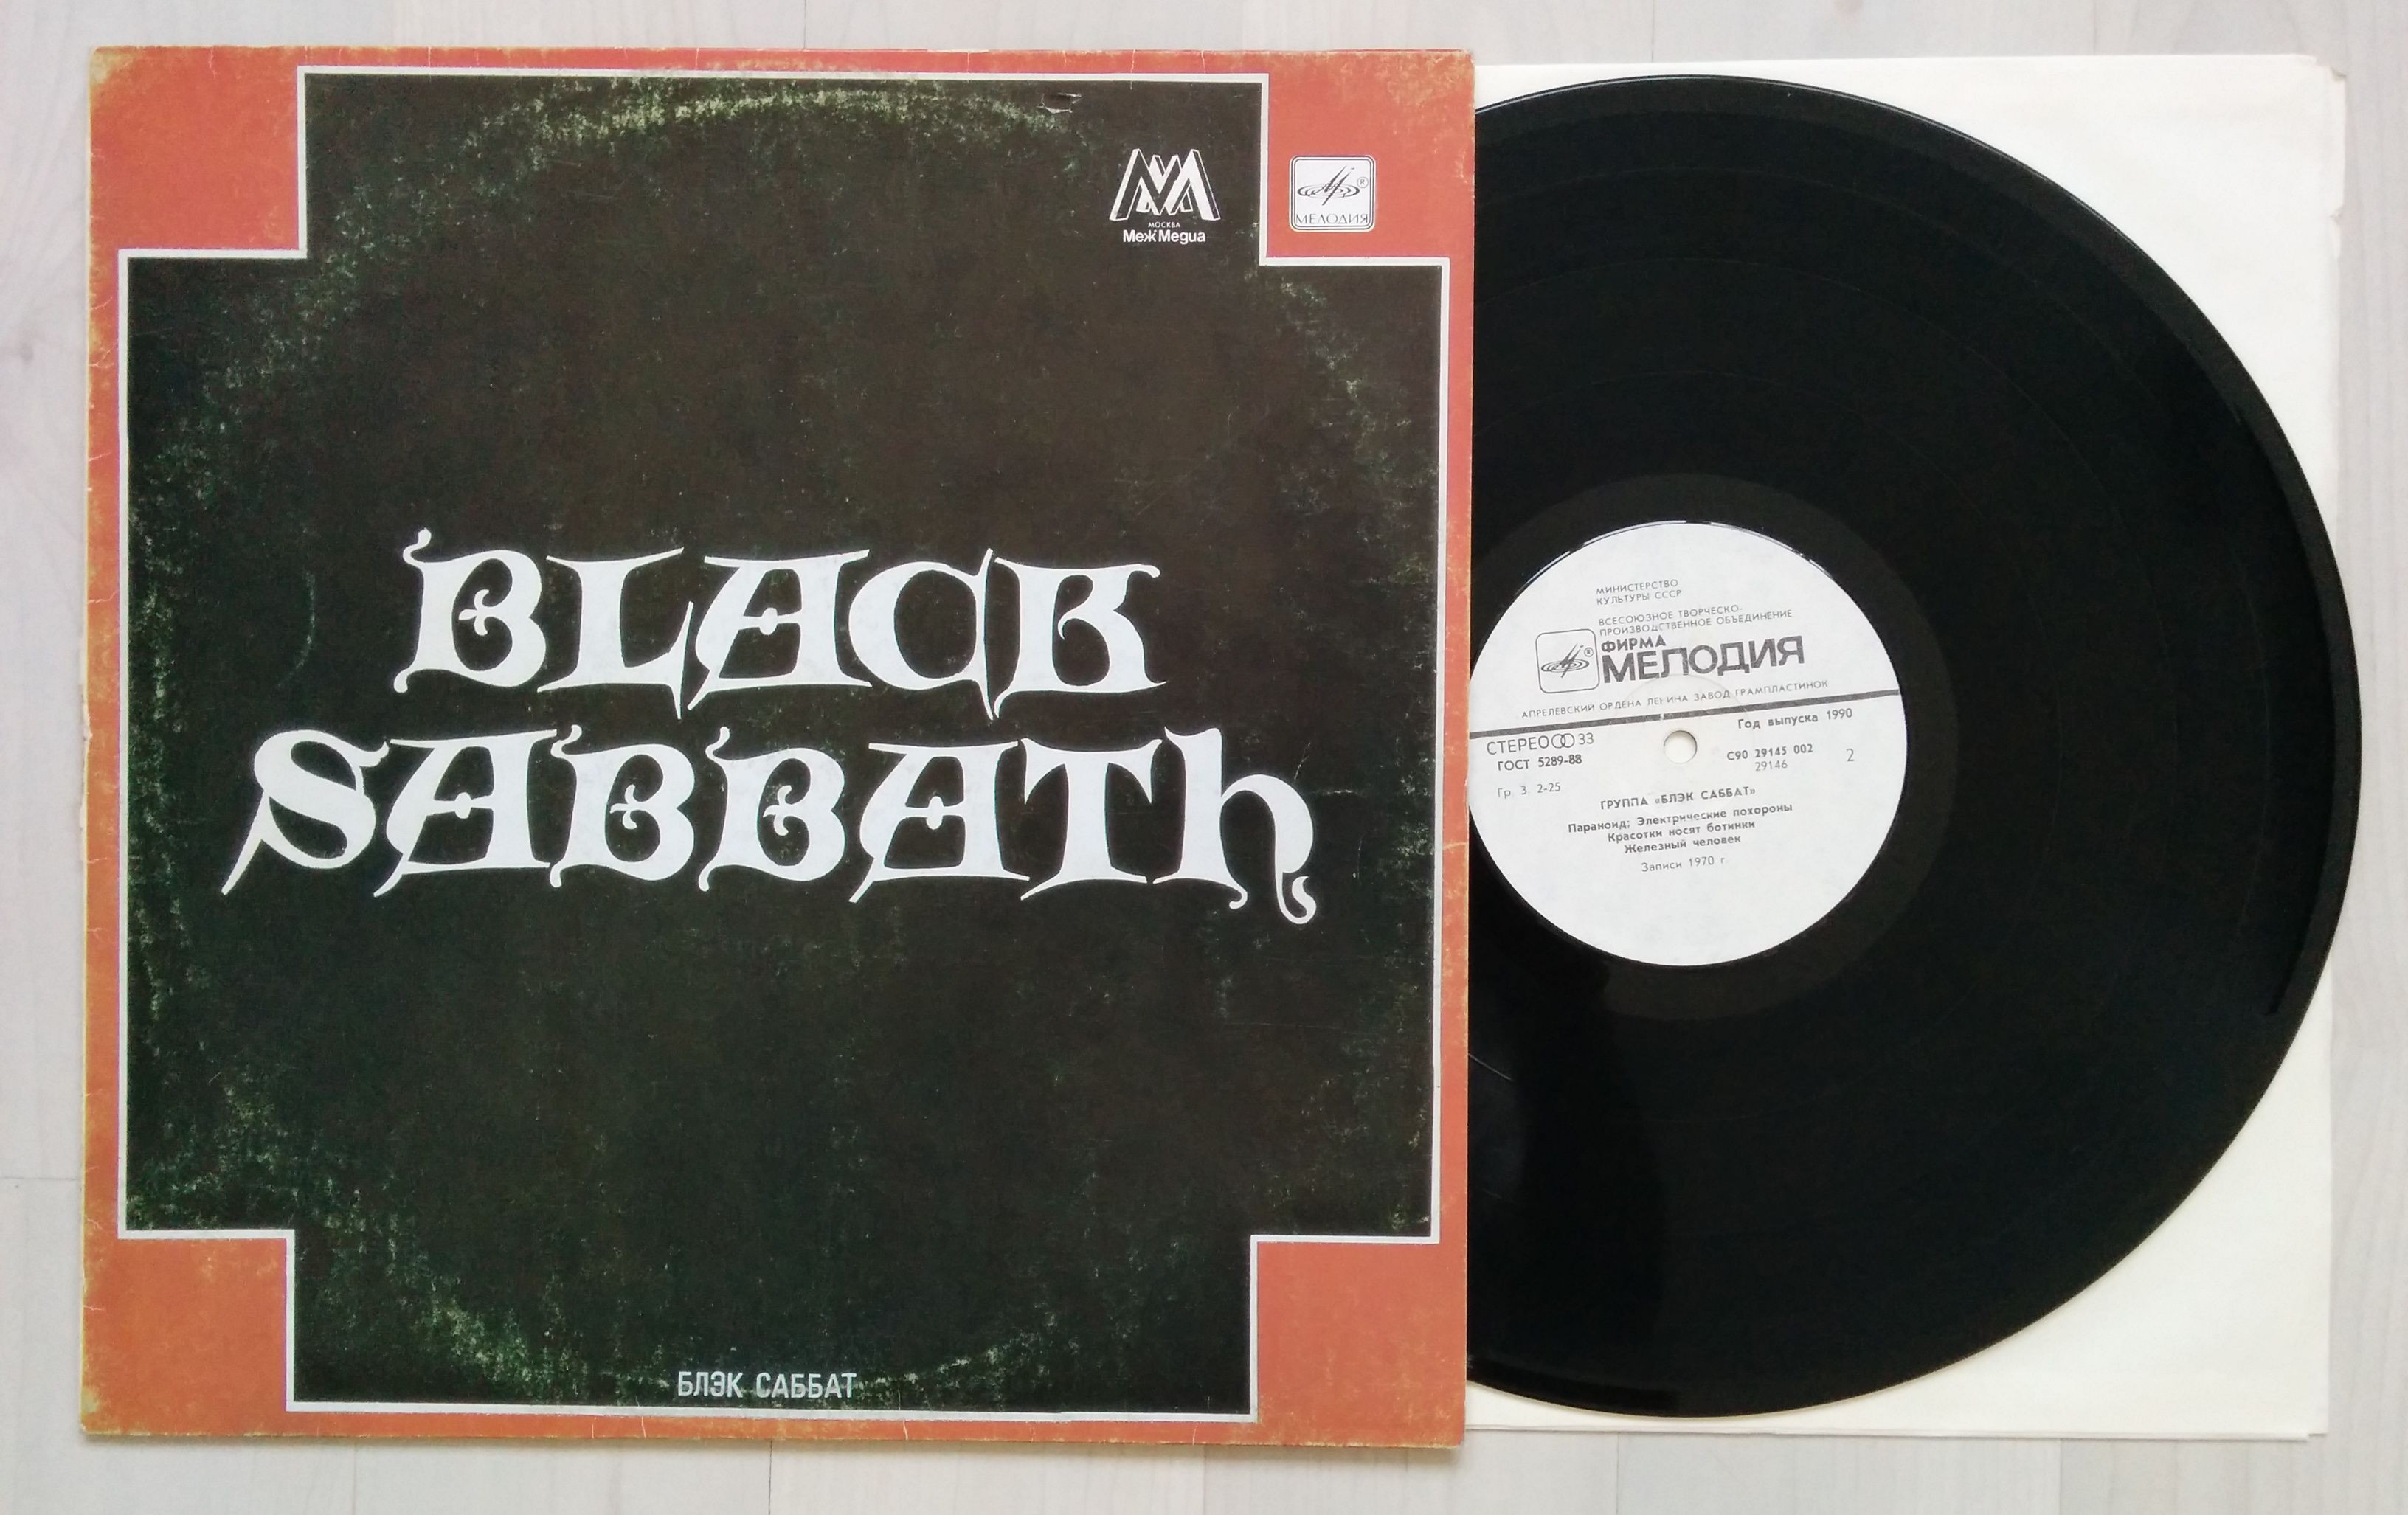 МОСКВА
МежМедиа
МЕЛОДИЯ
BLACK
SABBATH
БЛЭК САББАТ
МИНИСТЕРСТВО
КУЛЬТУРЫ СССР
ВСЕСОЮЗНОЕ ТВОРЧЕСКО-
ПРОИЗВОДСТВЕННОЕ ОБЪЕДИНЕНИЕ
ФИРМА
МЕЛОДИЯ
АПРЕЛЕВСКИЙ ОРДЕНА ЛЕНИНА ЗАВОД ГРАМПЛАСТИНОК
Год выпуска 1990
СТЕРЕО 33
ГОСТ 5289-88
С90 29145 002
29146
2
Гр. 3. 2-25
ГРУППА «БЛЭК САББАТ»
Параноид; Электрические похороны
Красотки носят ботинки
Железный человек
Записи 1970 г